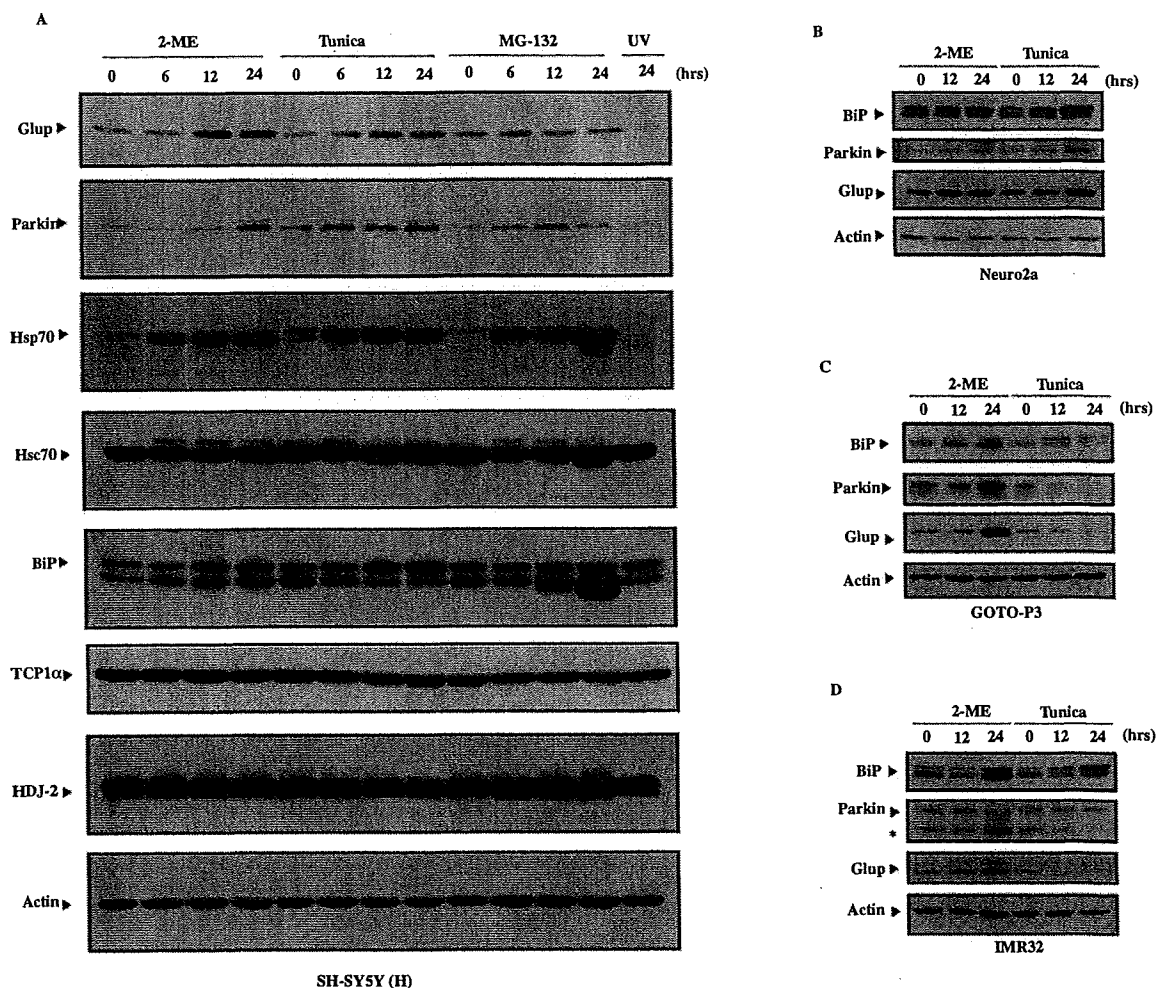 A
2-ME Tunica MG-132 UV
0 6 12 24 0 6 12 24 0 6 12 24 24 (hrs)
Glup
Parkin
Hsp70
Hsc70
BiP
TCP1α
HDJ-2
Actin
SH-SY5Y (H)
B
2-ME Tunica
0 12 24 0 12 24 (hrs)
BiP
Parkin
Glup
Actin
Neuro2a
C
2-ME Tunica
0 12 24 0 12 24 (hrs)
BiP
Parkin
Glup
Actin
GOTO-P3
D
2-ME Tunica
0 12 24 0 12 24 (hrs)
BiP
Parkin
*
Glup
Actin
IMR32